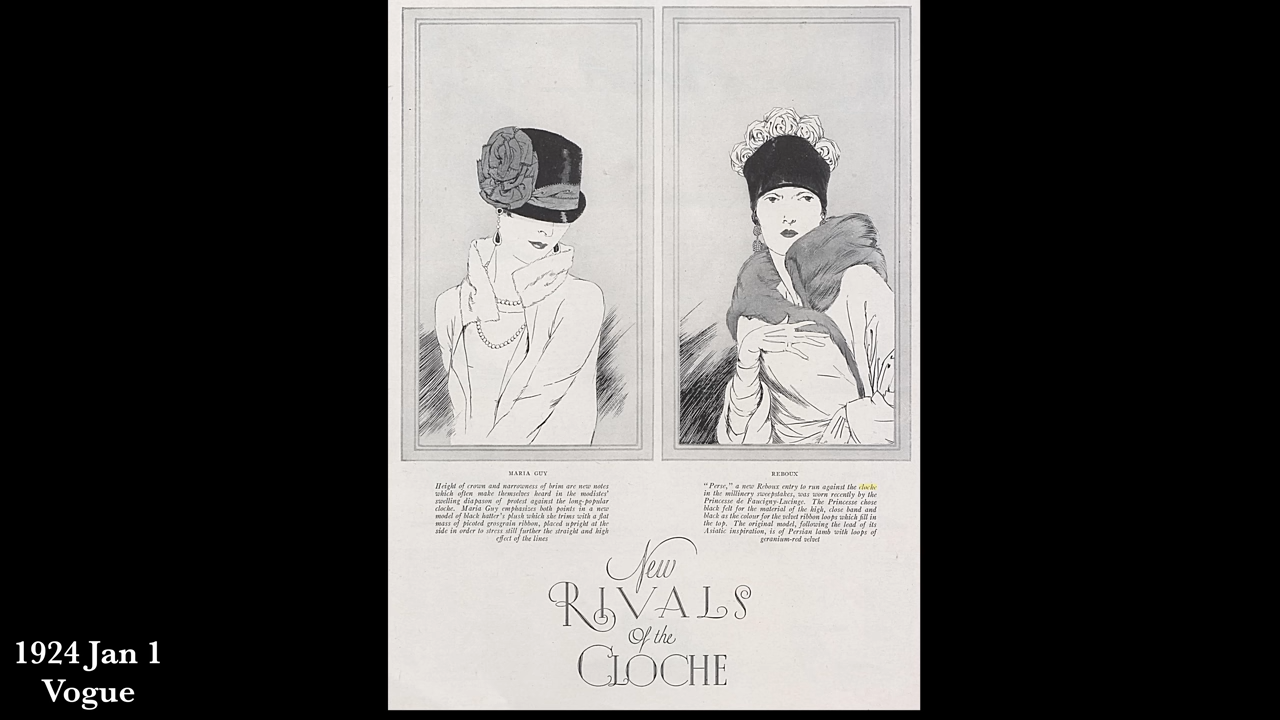 MARIA GUY
Height of crown and narrowness of brim are new notes
which often make themselves heard in the modistes'
swelling diapason of protest against the long-popular
cloche. Maria Guy emphasizes both points in a new
model of black hatter's plush which she trims with a flat
mass of picoted grosgrain ribbon, placed upright at the
side in order to stress still further the straight and high
effect of the lines
REBOUX
"Perse," a new Reboux entry to run against the cloche
in the millinery sweepstakes, was worn recently by the
Princesse de Faucigny-Lucinge. The Princesse chose
black felt for the material of the high, close band and
black as the colour for the velvet ribbon loops which fill in
the top. The original model, following the lead of its
Asiatic inspiration, is of Persian lamb with loops of
geranium-red velvet
New
RIVALS
Of the
CLOCHE
1924 Jan 1
Vogue